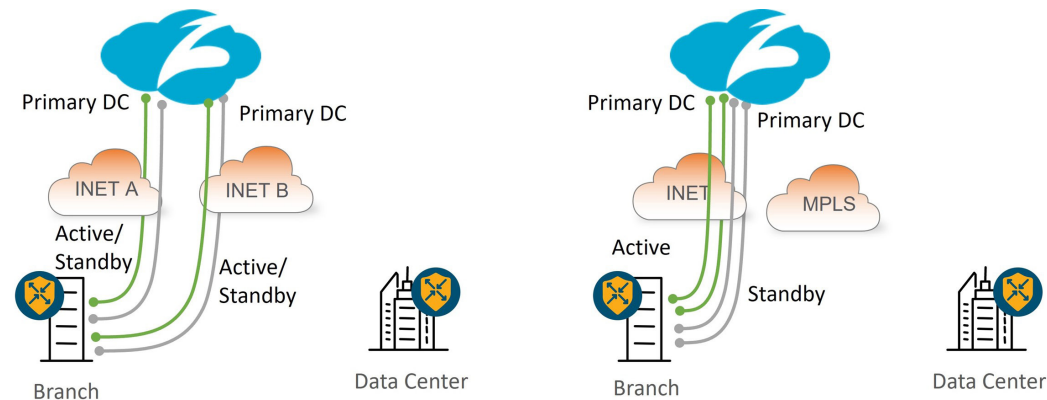 Primary DC
Primary DC
INET A
INET B
Active/
Standby
Active/
Standby
Branch
Data Center
Primary DC
Primary DC
INET
MPLS
Active
Standby
Branch
Data Center